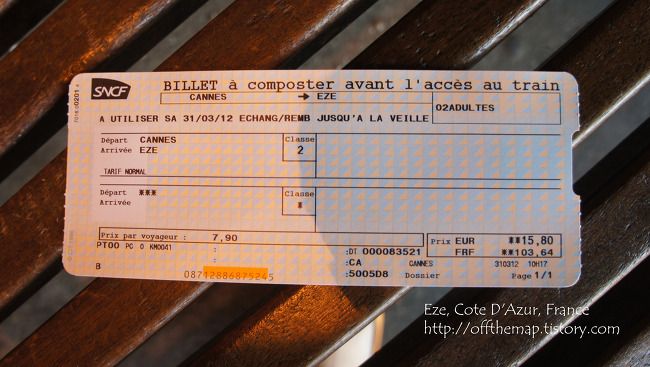 SNCF
BILLET à composter avant l'accès au train
CANNES → EZE
02ADULTES
A UTILISER SA 31/03/12 ECHANG/REMB JUSQU'A LA VEILLE
Départ CANNES Classe
Arrivée EZE 2
TARIF NORMAL
Départ *** Classe
Arrivée *
Prix par voyageur : 7,90 Prix EUR **15,80
FRF **103,64
PT00 PC 0 KM0041 :DT 000083521
:CA CANNES 310312 10H17
B 08712886875245 :5005D8 Dossier Page 1/1
Eze, Cote D'Azur, France
http://offthemap.tistory.com